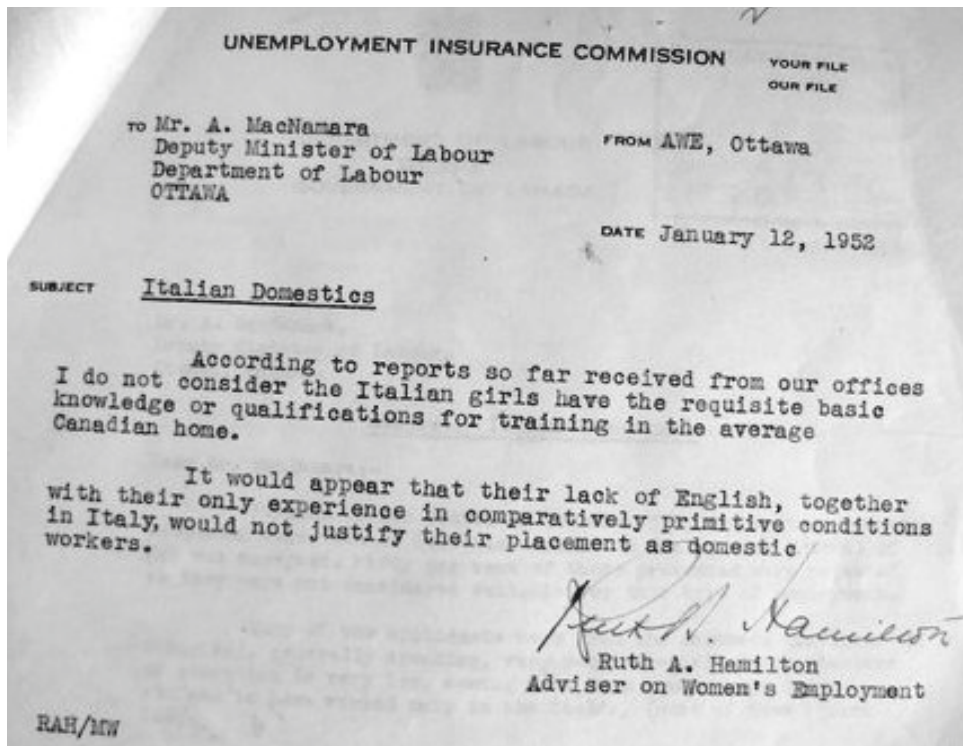 UNEMPLOYMENT INSURANCE COMMISSION
YOUR FILE
OUR FILE
TO Mr. A. MacNamara
Deputy Minister of Labour
Department of Labour
OTTAWA
FROM AWE, Ottawa
DATE January 12, 1952
SUBJECT Italian Domestics
According to reports so far received from our offices
I do not consider the Italian girls have the requisite basic
knowledge or qualifications for training in the average
Canadian home.
It would appear that their lack of English, together
with their only experience in comparatively primitive conditions
in Italy, would not justify their placement as domestic
workers.
Ruth A. Hamilton
Ruth A. Hamilton
Adviser on Women's Employment
RAH/MW